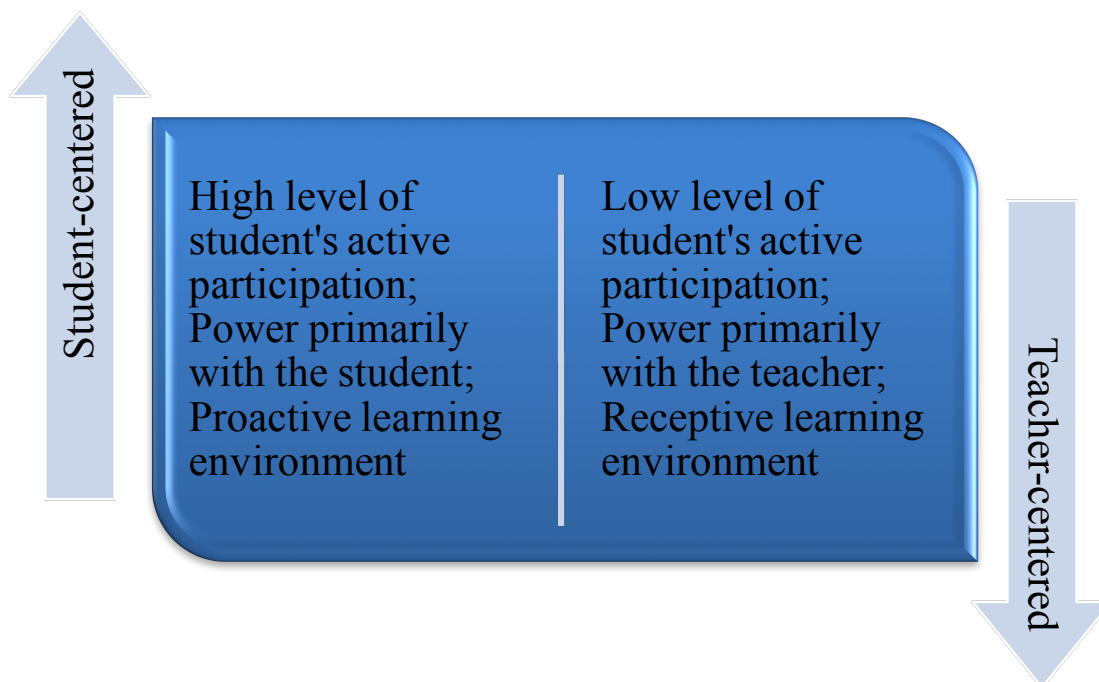 Student-centered
High level of
student's active
participation;
Power primarily
with the student;
Proactive learning
environment
Low level of
student's active
participation;
Power primarily
with the teacher;
Receptive learning
environment
Teacher-centered